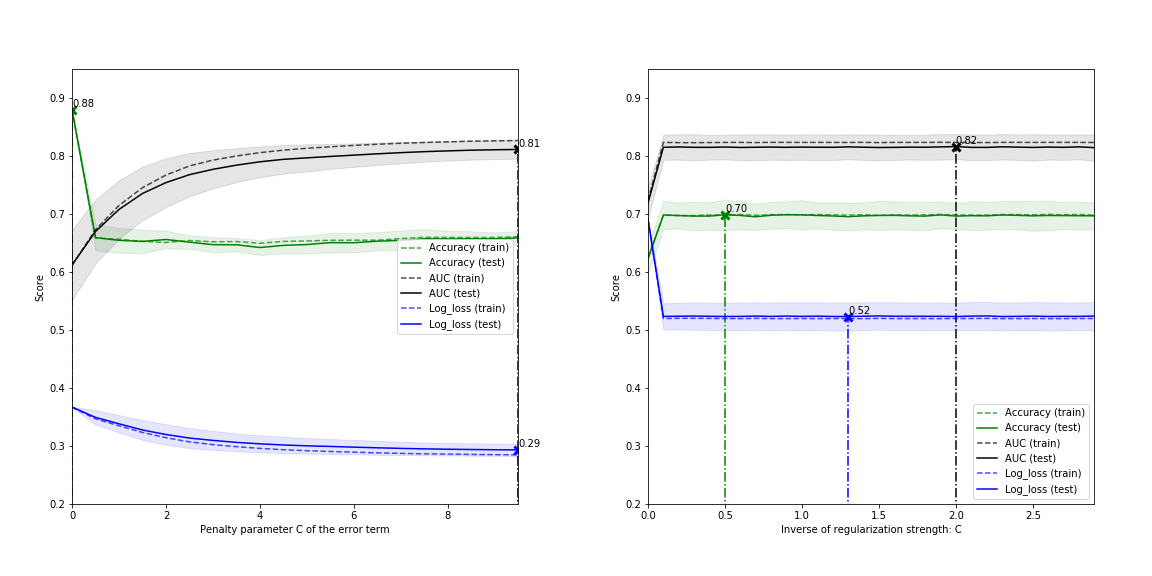 0.9
0.8
0.7
0.6
0.5
0.4
0.3
0.2
Score
0.88
0.81
0.29
Accuracy (train)
Accuracy (test)
AUC (train)
AUC (test)
Log_loss (train)
Log_loss (test)
0
2
4
6
8
Penalty parameter C of the error term
0.9
0.8
0.7
0.6
0.5
0.4
0.3
0.2
Score
0.82
0.70
0.52
Accuracy (train)
Accuracy (test)
AUC (train)
AUC (test)
Log_loss (train)
Log_loss (test)
0.0
0.5
1.0
1.5
2.0
2.5
Inverse of regularization strength: C